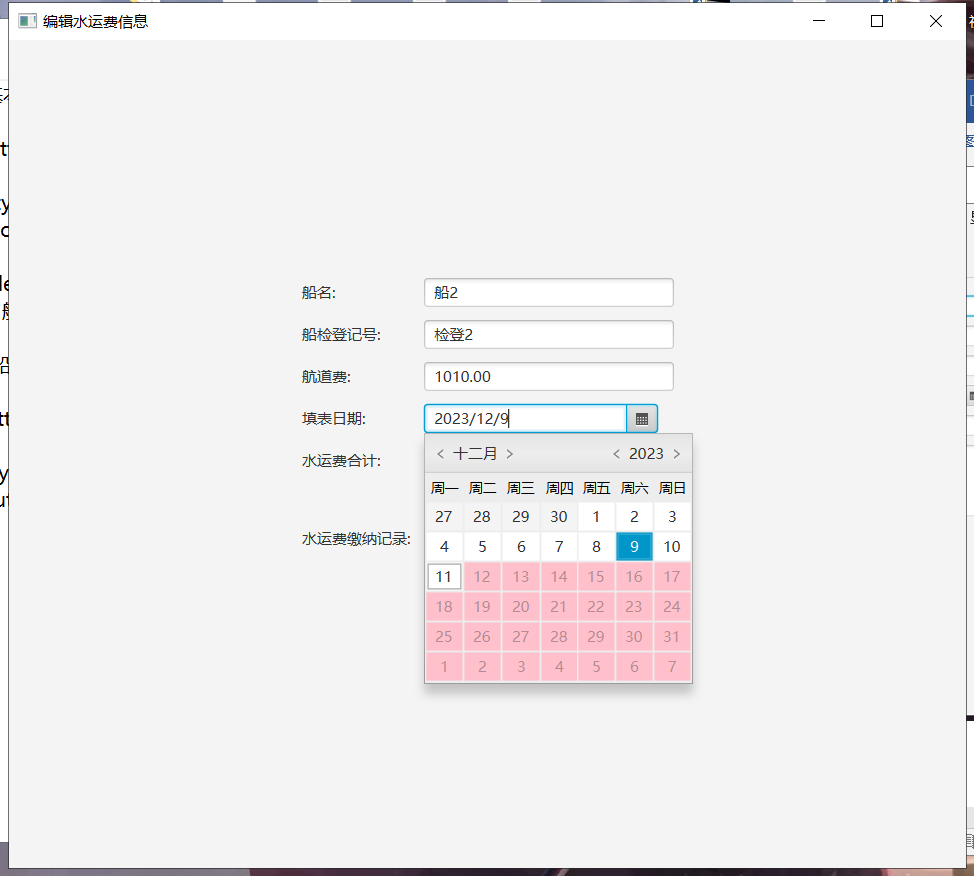 编辑水运费信息
船名: 船2
船检登记号: 检登2
航道费: 1010.00
填表日期: 2023/12/9
水运费合计:
十二月 2023
周一 周二 周三 周四 周五 周六 周日
27 28 29 30 1 2 3
4 5 6 7 8 9 10
水运费缴纳记录:
11 12 13 14 15 16 17
18 19 20 21 22 23 24
25 26 27 28 29 30 31
1 2 3 4 5 6 7